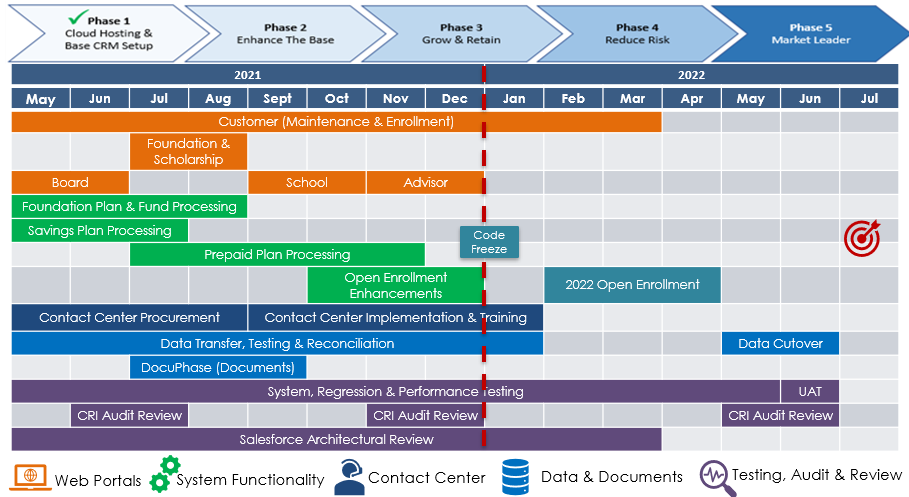 Phase 1
Cloud Hosting &
Base CRM Setup
Phase 2
Enhance The Base
Phase 3
Grow & Retain
Phase 4
Reduce Risk
Phase 5
Market Leader
2021
2022
May Jun Jul Aug Sept Oct Nov Dec Jan Feb Mar Apr May Jun Jul
Customer (Maintenance & Enrollment)
Foundation &
Scholarship
Board School Advisor
Foundation Plan & Fund Processing
Savings Plan Processing
Code
Freeze
Prepaid Plan Processing
Open Enrollment
Enhancements
2022 Open Enrollment
Contact Center Procurement Contact Center Implementation & Training
Data Transfer, Testing & Reconciliation Data Cutover
DocuPhase (Documents)
System, Regression & Performance Testing UAT
CRI Audit Review CRI Audit Review CRI Audit Review
Salesforce Architectural Review
Web Portals System Functionality Contact Center Data & Documents Testing, Audit & Review